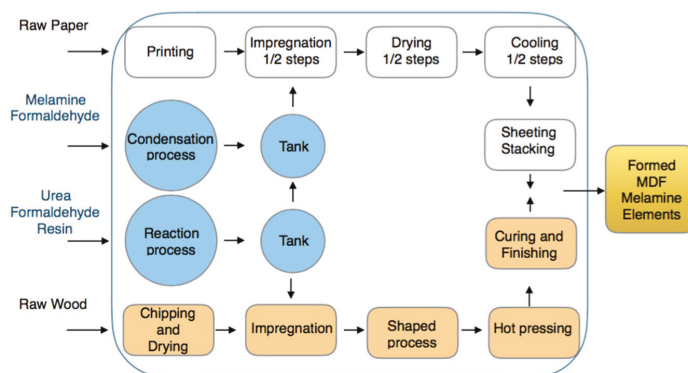 Raw Paper
Printing
Impregnation
1/2 steps
Drying
1/2 steps
Cooling
1/2 steps
Melamine
Formaldehyde
Condensation
process
Tank
Sheeting
Stacking
Formed
MDF
Melamine
Elements
Urea
Formaldehyde
Resin
Reaction
process
Tank
Curing and
Finishing
Raw Wood
Chipping
and
Drying
Impregnation
Shaped
process
Hot pressing